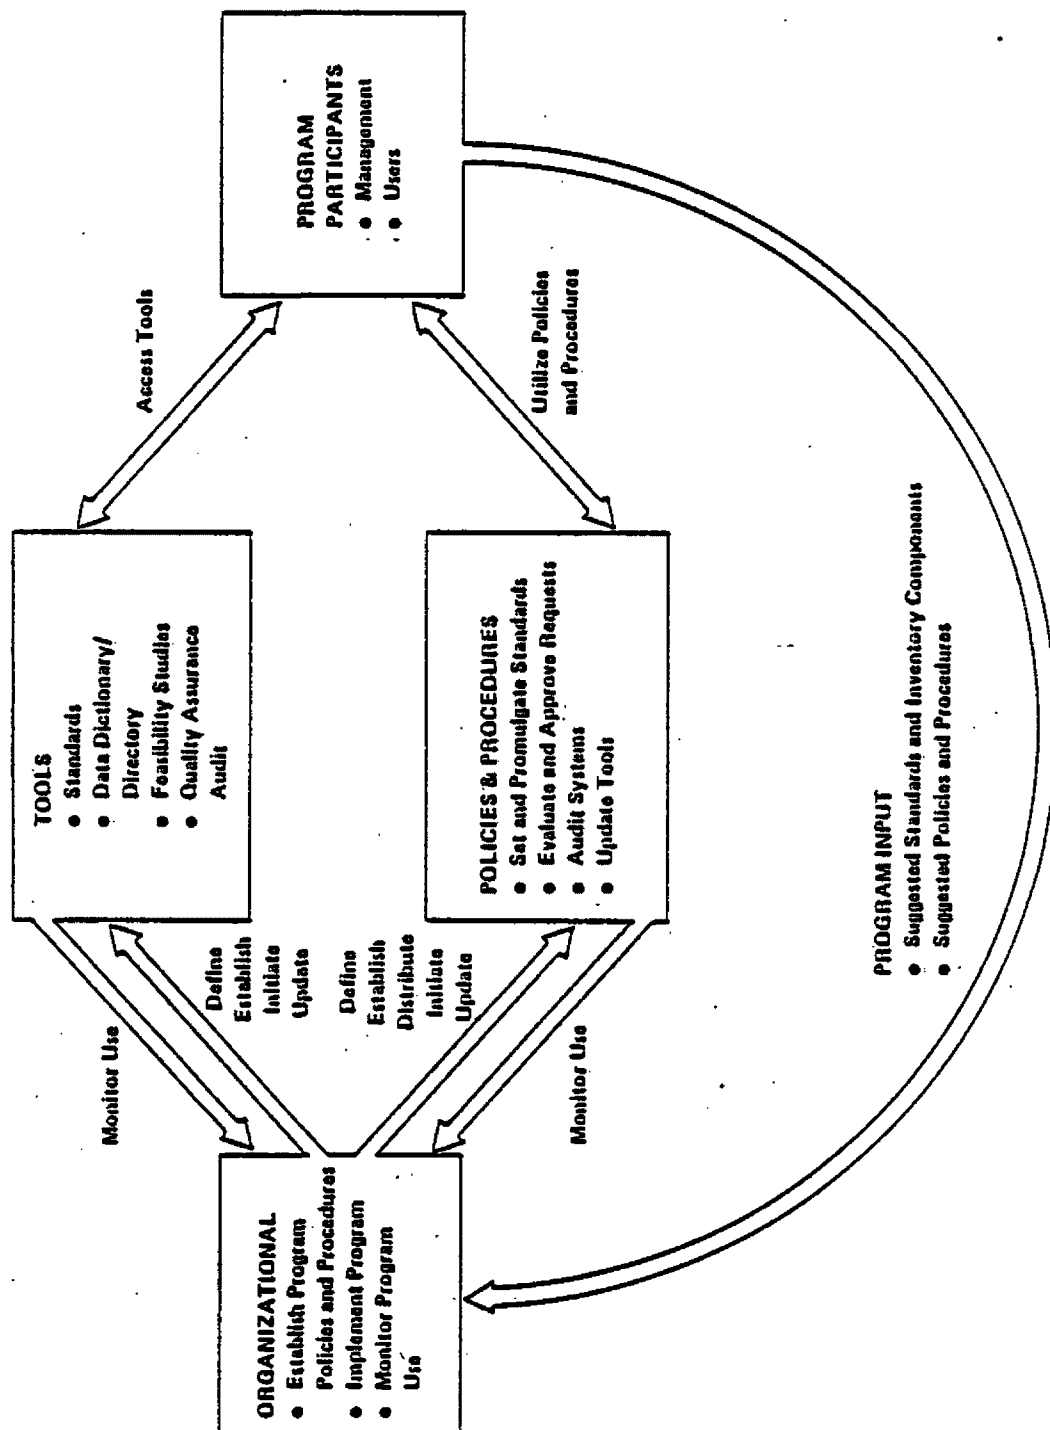 ORGANIZATIONAL
● Establish Program
Policies and Procedures
● Implement Program
● Monitor Program
Use
Monitor Use
Define
Establish
Initiate
Update
Define
Establish
Distribute
Initiate
Update
Monitor Use
TOOLS
● Standards
● Data Dictionary/
Directory
● Feasibility Studies
● Quality Assurance
Audit
POLICIES & PROCEDURES
● Set and Promulgate Standards
● Evaluate and Approve Requests
● Audit Systems
● Update Tools
Access Tools
Utilize Policies
and Procedures
PROGRAM
PARTICIPANTS
● Management
● Users
PROGRAM INPUT
● Suggested Standards and Inventory Components
● Suggested Policies and Procedures